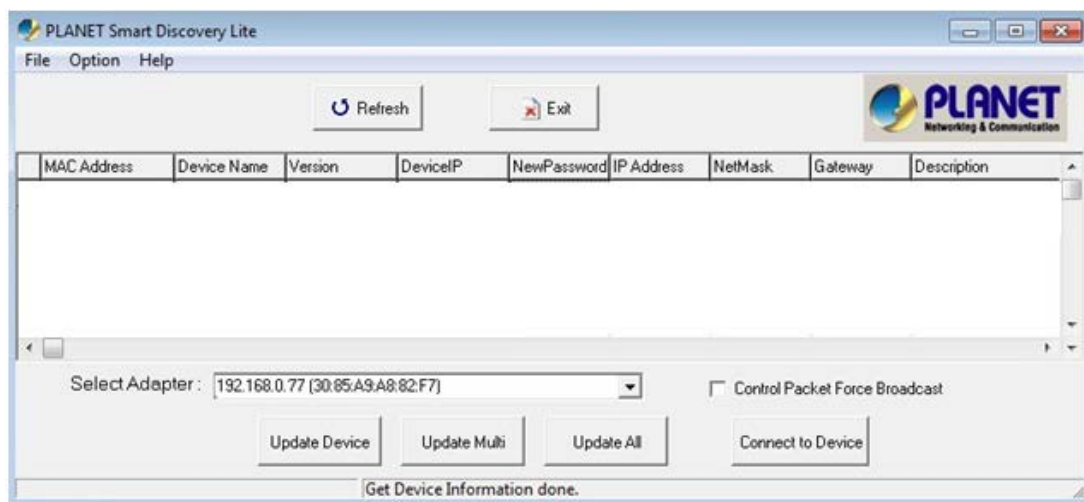 PLANET Smart Discovery Lite
File Option Help
Refresh Exit
PLANET
Networking & Communication
MAC Address Device Name Version DeviceIP NewPassword IP Address NetMask Gateway Description
Select Adapter : 192.168.0.77 (30:85:A9:A8:82:F7) Control Packet Force Broadcast
Update Device Update Multi Update All Connect to Device
Get Device Information done.